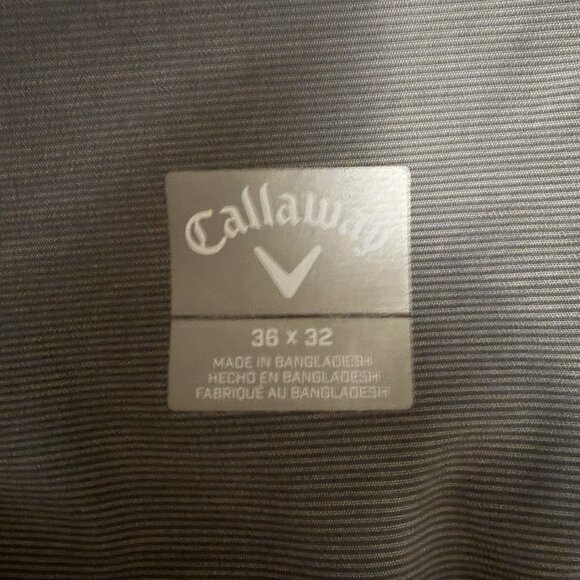 Callaway
36 X 32
MADE IN BANGLADESH
HECHO EN BANGLADESH
FABRIQUÉ AU BANGLADESH